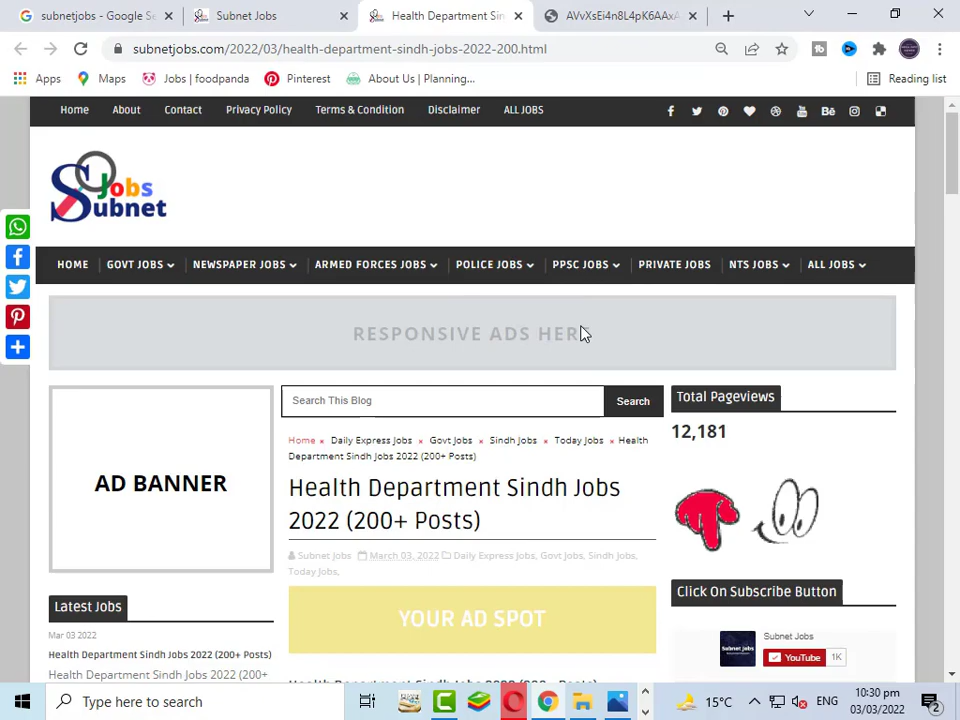 subnetjobs - Google Se
Subnet Jobs
Health Department Sin
AVvXsEi4n8L4pK6AAx
subnetjobs.com/2022/03/health-department-sindh-jobs-2022-200.html
Apps
Maps
Jobs | foodpanda
Pinterest
About Us | Planning...
Reading list
Home
About
Contact
Privacy Policy
Terms & Condition
Disclaimer
ALL JOBS
Jobs
Subnet
HOME
GOVT JOBS
NEWSPAPER JOBS
ARMED FORCES JOBS
POLICE JOBS
PPSC JOBS
PRIVATE JOBS
NTS JOBS
ALL JOBS
RESPONSIVE ADS HERE
AD BANNER
Search This Blog
Search
Home × Daily Express Jobs × Govt Jobs × Sindh Jobs × Today Jobs × Health
Department Sindh Jobs 2022 (200+ Posts)
Health Department Sindh Jobs
2022 (200+ Posts)
Subnet Jobs March 03, 2022 Daily Express Jobs, Govt Jobs, Sindh Jobs,
Today Jobs,
YOUR AD SPOT
Total Pageviews
12,181
Click On Subscribe Button
Subnet Jobs
YouTube 1K
Latest Jobs
Mar 03 2022
Health Department Sindh Jobs 2022 (200+ Posts)
Health Department Sindh Jobs 2022 (200+
Type here to search
15°C
ENG
10:30 pm
03/03/2022
2